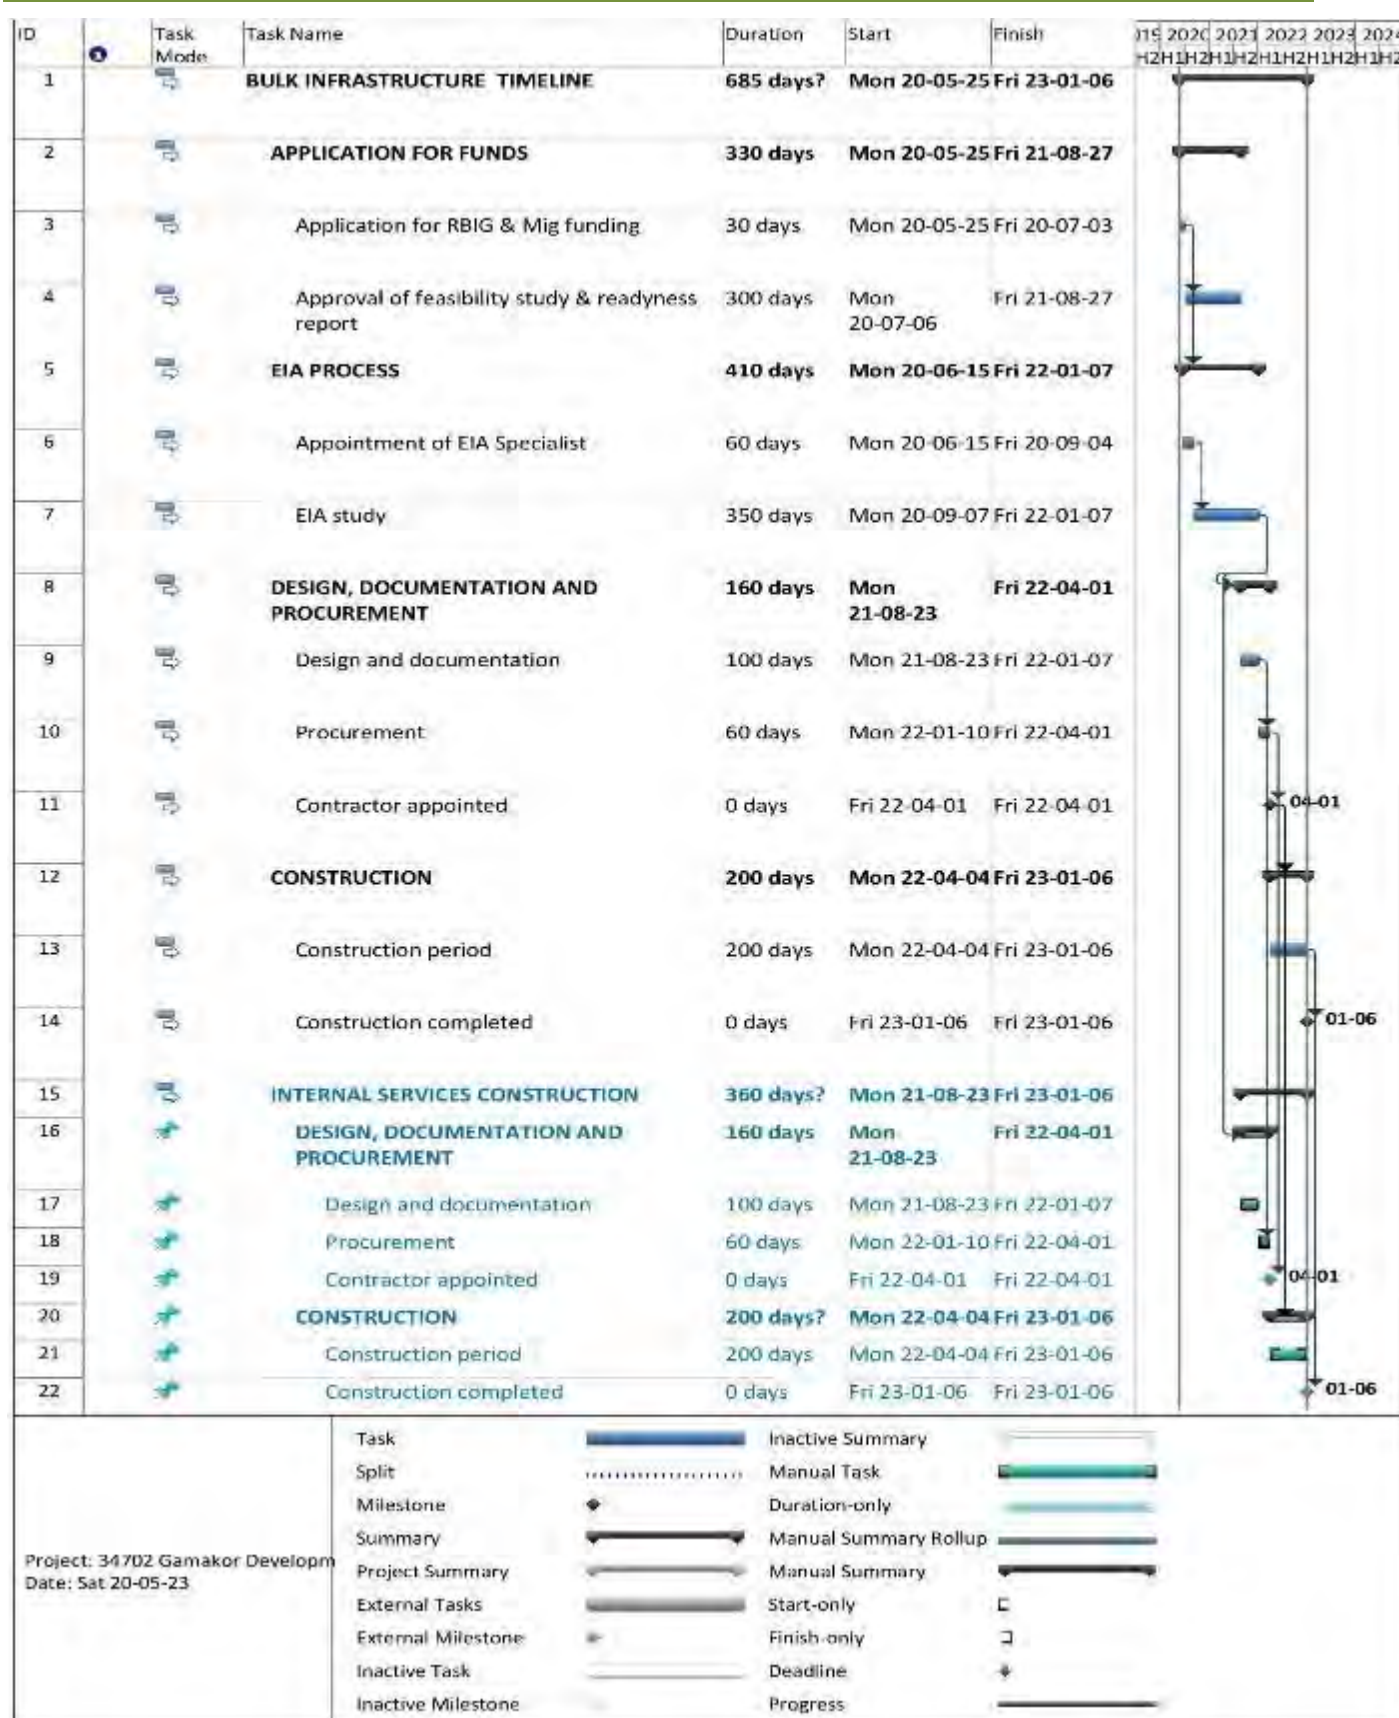 ID Task Mode Task Name Duration Start Finish 2020 2021 2022 2023
1 BULK INFRASTRUCTURE TIMELINE 685 days? Mon 20-05-25 Fri 23-01-06
2 APPLICATION FOR FUNDS 330 days Mon 20-05-25 Fri 21-08-27
3 Application for RBIG & Mig funding 30 days Mon 20-05-25 Fri 20-07-03
4 Approval of feasibility study & readyness report 300 days Mon 20-07-06 Fri 21-08-27
5 EIA PROCESS 410 days Mon 20-06-15 Fri 22-01-07
6 Appointment of EIA Specialist 60 days Mon 20-06-15 Fri 20-09-04
7 EIA study 350 days Mon 20-09-07 Fri 22-01-07
8 DESIGN, DOCUMENTATION AND PROCUREMENT 160 days Mon 21-08-23 Fri 22-04-01
9 Design and documentation 100 days Mon 21-08-23 Fri 22-01-07
10 Procurement 60 days Mon 22-01-10 Fri 22-04-01
11 Contractor appointed 0 days Fri 22-04-01 Fri 22-04-01 04-01
12 CONSTRUCTION 200 days Mon 22-04-04 Fri 23-01-06
13 Construction period 200 days Mon 22-04-04 Fri 23-01-06
14 Construction completed 0 days Fri 23-01-06 Fri 23-01-06 01-06
15 INTERNAL SERVICES CONSTRUCTION 360 days? Mon 21-08-23 Fri 23-01-06
16 DESIGN, DOCUMENTATION AND PROCUREMENT 160 days Mon 21-08-23 Fri 22-04-01
17 Design and documentation 100 days Mon 21-08-23 Fri 22-01-07
18 Procurement 60 days Mon 22-01-10 Fri 22-04-01
19 Contractor appointed 0 days Fri 22-04-01 Fri 22-04-01 04-01
20 CONSTRUCTION 200 days? Mon 22-04-04 Fri 23-01-06
21 Construction period 200 days Mon 22-04-04 Fri 23-01-06
22 Construction completed 0 days Fri 23-01-06 Fri 23-01-06 01-06
Project: 34702 Gamakor Developm
Date: Sat 20-05-23
Task
Split
Milestone
Summary
Project Summary
External Tasks
External Milestone
Inactive Task
Inactive Milestone
Inactive Summary
Manual Task
Duration-only
Manual Summary Rollup
Manual Summary
Start-only
Finish-only
Deadline
Progress